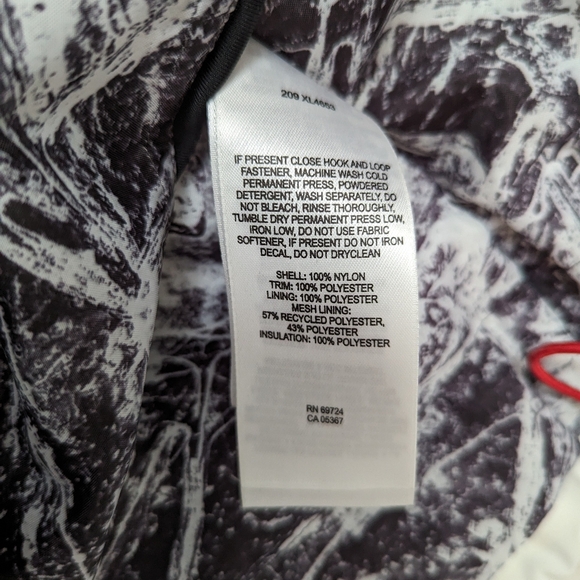 209 XL4653
IF PRESENT CLOSE HOOK AND LOOP
FASTENER, MACHINE WASH COLD
PERMANENT PRESS, POWDERED
DETERGENT, WASH SEPARATELY, DO
NOT BLEACH, RINSE THOROUGHLY,
TUMBLE DRY PERMANENT PRESS LOW,
IRON LOW, DO NOT USE FABRIC
SOFTENER, IF PRESENT DO NOT IRON
DECAL, DO NOT DRYCLEAN
SHELL: 100% NYLON
TRIM: 100% POLYESTER
LINING: 100% POLYESTER
MESH LINING:
57% RECYCLED POLYESTER,
43% POLYESTER
INSULATION: 100% POLYESTER
RN 69724
CA 05367